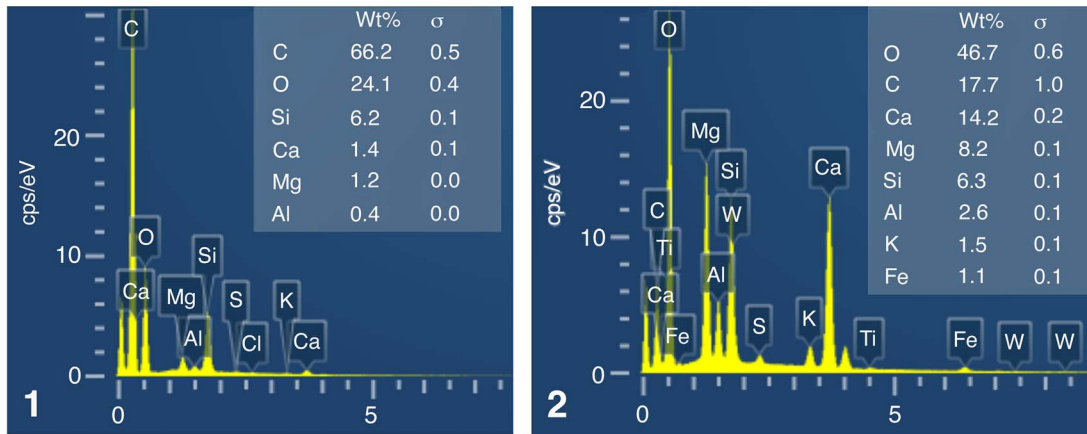 Wt% σ
C 66.2 0.5
O 24.1 0.4
Si 6.2 0.1
Ca 1.4 0.1
Mg 1.2 0.0
Al 0.4 0.0
C
20
cps/eV
10
O
Si
Ca
Mg
S
K
Al
Cl
Ca
0
1
0
5
Wt% σ
O 46.7 0.6
C 17.7 1.0
Ca 14.2 0.2
Mg 8.2 0.1
Si 6.3 0.1
Al 2.6 0.1
K 1.5 0.1
Fe 1.1 0.1
O
20
cps/eV
10
Mg
Si
Ca
C
W
Ti
Al
Ca
Fe
S
K
Ti
Fe
W
W
0
2
0
5